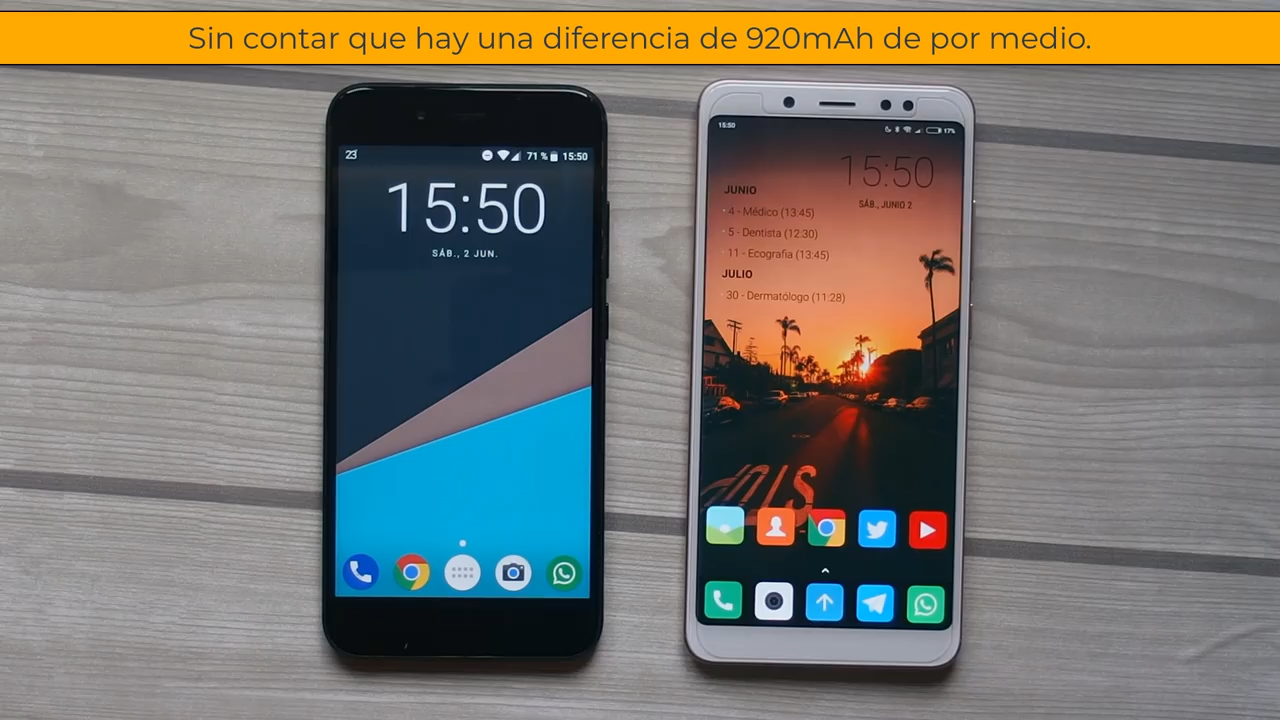 Sin contar que hay una diferencia de 920mAh de por medio.
23
71 %
15:50
15:50
SÁB., 2 JUN.
15:50
17%
15:50
SÁB., JUNIO 2
JUNIO
- 4 - Médico (13:45)
- 5 - Dentista (12:30)
- 11 - Ecografía (13:45)
JULIO
- 30 - Dermatólogo (11:28)
STOP